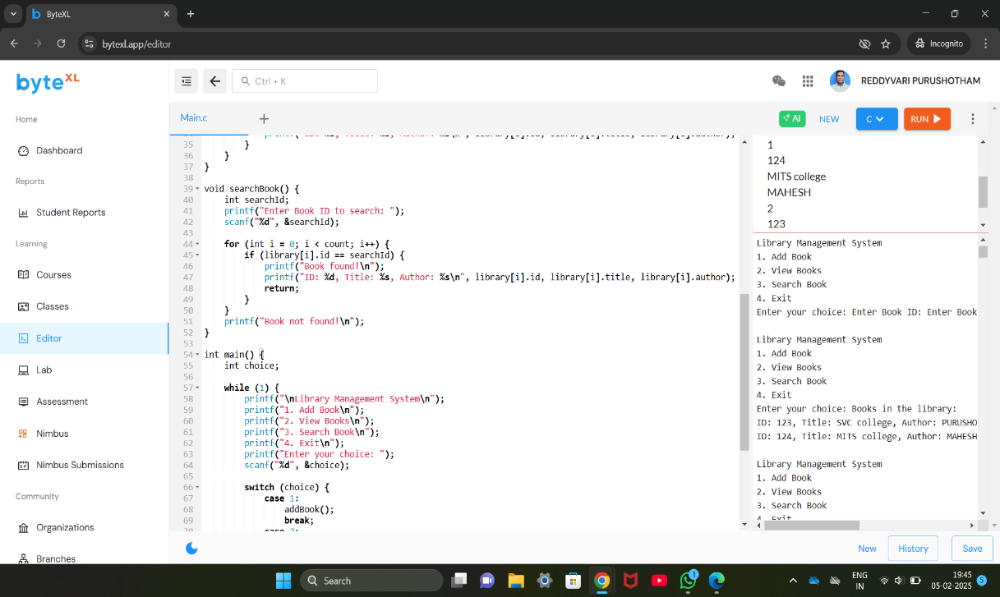 ByteXL
bytexl.app/editor
Incognito
byteXL
Ctrl + K
REDDYVARI PURUSHOTHAM
Home
Dashboard
Reports
Student Reports
Learning
Courses
Classes
Editor
Lab
Assessment
Nimbus
Nimbus Submissions
Community
Organizations
Branches
Main.c
AI
NEW
C
RUN
35 }
36 }
37 }
38
39 void searchBook() {
40 int searchId;
41 printf("Enter Book ID to search: ");
42 scanf("%d", &searchId);
43
44 for (int i = 0; i < count; i++) {
45 if (library[i].id == searchId) {
46 printf("Book found!\n");
47 printf("ID: %d, Title: %s, Author: %s\n", library[i].id, library[i].title, library[i].author);
48 return;
49 }
50 }
51 printf("Book not found!\n");
52 }
53
54 int main() {
55 int choice;
56
57 while (1) {
58 printf("\nLibrary Management System\n");
59 printf("1. Add Book\n");
60 printf("2. View Books\n");
61 printf("3. Search Book\n");
62 printf("4. Exit\n");
63 printf("Enter your choice: ");
64 scanf("%d", &choice);
65
66 switch (choice) {
67 case 1:
68 addBook();
69 break;
1
124
MITS college
MAHESH
2
123
Library Management System
1. Add Book
2. View Books
3. Search Book
4. Exit
Enter your choice: Enter Book ID: Enter Book
Library Management System
1. Add Book
2. View Books
3. Search Book
4. Exit
Enter your choice: Books in the library:
ID: 123, Title: SVC college, Author: PURUSHO
ID: 124, Title: MITS college, Author: MAHESH
Library Management System
1. Add Book
2. View Books
3. Search Book
4. Exit
New
History
Save
Search
1
ENG
IN
19:45
05-02-2025
5